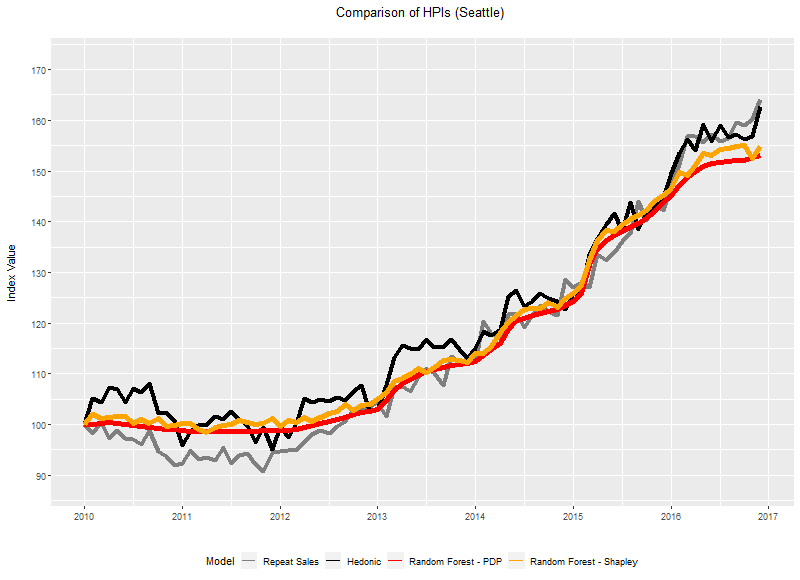 Comparison of HPIs (Seattle)
Index Value
170
160
150
140
130
120
110
100
90
2010 2011 2012 2013 2014 2015 2016 2017
Model Repeat Sales Hedonic Random Forest - PDP Random Forest - Shapley